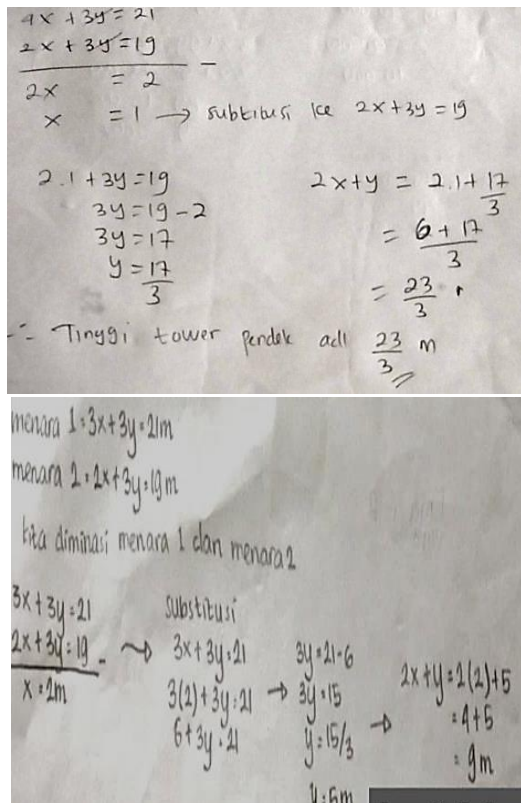 4x + 3y = 21
2x + 3y = 19 -
2x = 2
x = 1 → subtitusi ke 2x + 3y = 19
2.1 + 3y = 19
3y = 19 - 2
3y = 17
y = 17/3
2x + y = 2.1 + 17/3
= 6 + 17/3
= 23/3
∴ Tinggi tower pendek adl 23/3 m
menara 1 = 3x + 3y = 21m
menara 2 = 2x + 3y = 19m
kita eliminasi menara 1 dan menara 2
3x + 3y = 21
2x + 3y = 19 -
x = 2m
substitusi
3x + 3y = 21
3(2) + 3y = 21
6 + 3y = 21
3y = 21 - 6
3y = 15
y = 15/3
y = 5m
2x + y = 2(2) + 5
= 4 + 5
= 9m